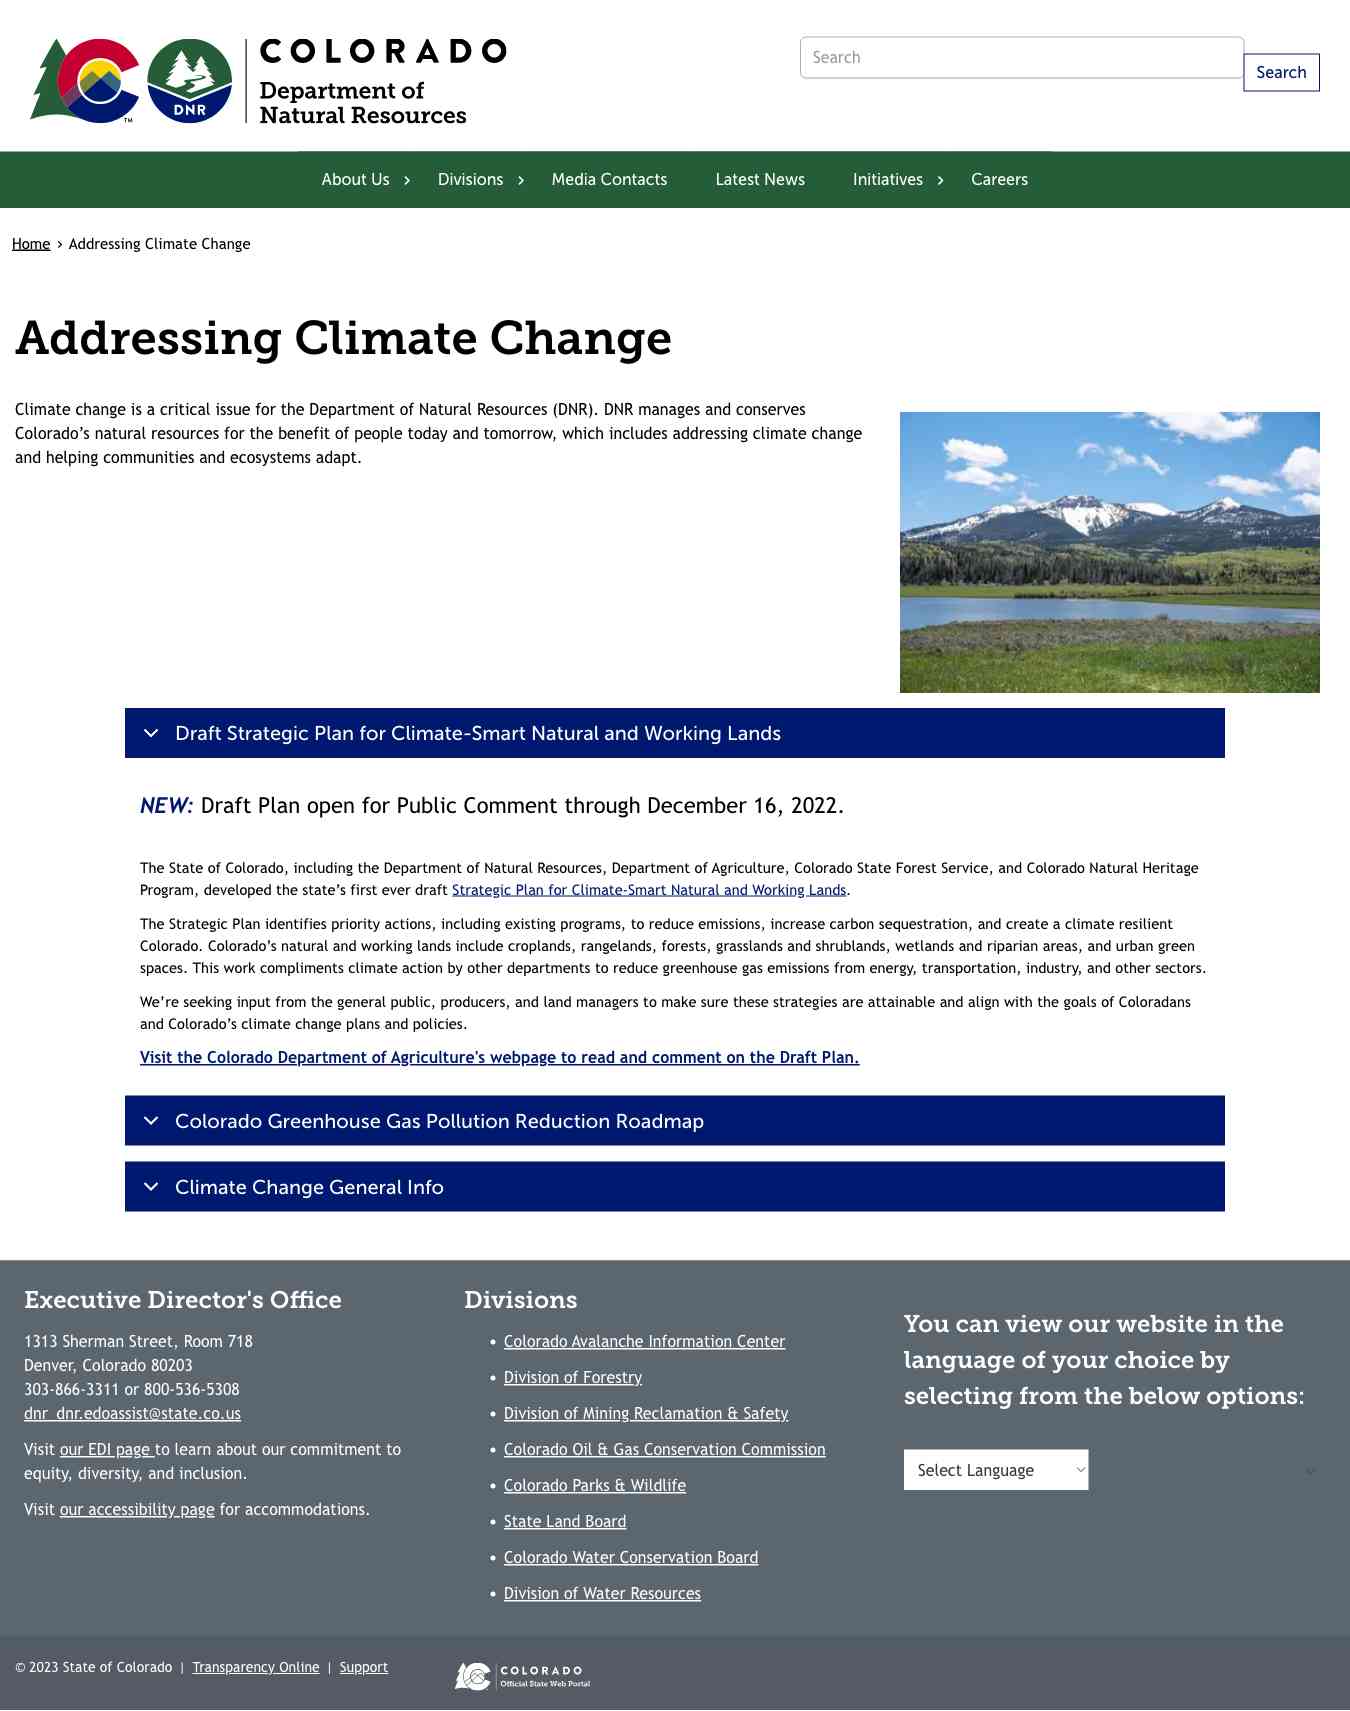 COLORADO
Department of
Natural Resources
DNR
TM
Search
Search
About Us
Divisions
Media Contacts
Latest News
Initiatives
Careers
Home › Addressing Climate Change
Addressing Climate Change
Climate change is a critical issue for the Department of Natural Resources (DNR). DNR manages and conserves
Colorado’s natural resources for the benefit of people today and tomorrow, which includes addressing climate change
and helping communities and ecosystems adapt.
Draft Strategic Plan for Climate-Smart Natural and Working Lands
NEW: Draft Plan open for Public Comment through December 16, 2022.
The State of Colorado, including the Department of Natural Resources, Department of Agriculture, Colorado State Forest Service, and Colorado Natural Heritage
Program, developed the state’s first ever draft Strategic Plan for Climate-Smart Natural and Working Lands.
The Strategic Plan identifies priority actions, including existing programs, to reduce emissions, increase carbon sequestration, and create a climate resilient
Colorado. Colorado’s natural and working lands include croplands, rangelands, forests, grasslands and shrublands, wetlands and riparian areas, and urban green
spaces. This work compliments climate action by other departments to reduce greenhouse gas emissions from energy, transportation, industry, and other sectors.
We’re seeking input from the general public, producers, and land managers to make sure these strategies are attainable and align with the goals of Coloradans
and Colorado’s climate change plans and policies.
Visit the Colorado Department of Agriculture's webpage to read and comment on the Draft Plan.
Colorado Greenhouse Gas Pollution Reduction Roadmap
Climate Change General Info
Executive Director's Office
1313 Sherman Street, Room 718
Denver, Colorado 80203
303-866-3311 or 800-536-5308
dnr_dnr.edoassist@state.co.us
Visit our EDI page to learn about our commitment to
equity, diversity, and inclusion.
Visit our accessibility page for accommodations.
Divisions
• Colorado Avalanche Information Center
• Division of Forestry
• Division of Mining Reclamation & Safety
• Colorado Oil & Gas Conservation Commission
• Colorado Parks & Wildlife
• State Land Board
• Colorado Water Conservation Board
• Division of Water Resources
You can view our website in the
language of your choice by
selecting from the below options:
Select Language
© 2023 State of Colorado | Transparency Online | Support
COLORADO
Official State Web Portal